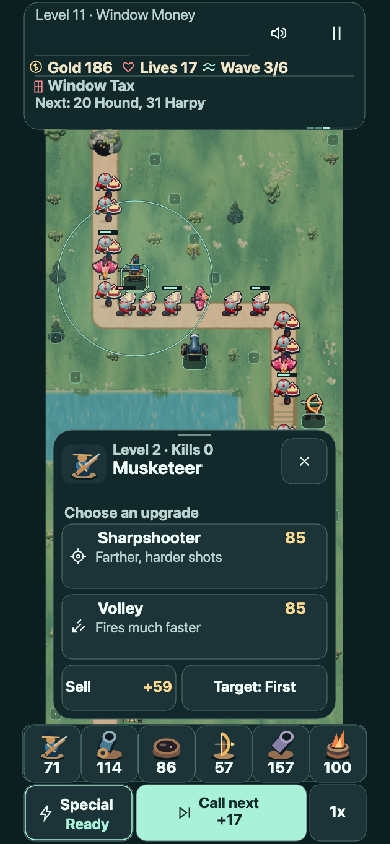 Level 11 · Window Money
Gold 186 Lives 17 Wave 3/6
Window Tax
Next: 20 Hound, 31 Harpy
Level 2 · Kills 0
Musketeer
Choose an upgrade
Sharpshooter 85
Farther, harder shots
Volley 85
Fires much faster
Sell +59 Target: First
71 114 86 57 157 100
Special Ready
Call next +17
1x